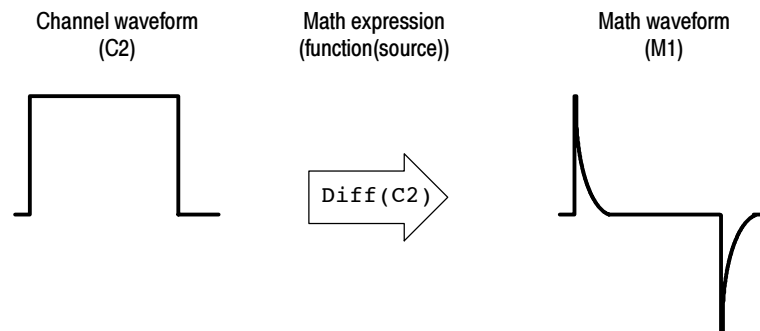 Channel waveform
(C2)
Math expression
(function(source))
Math waveform
(M1)
Diff(C2)